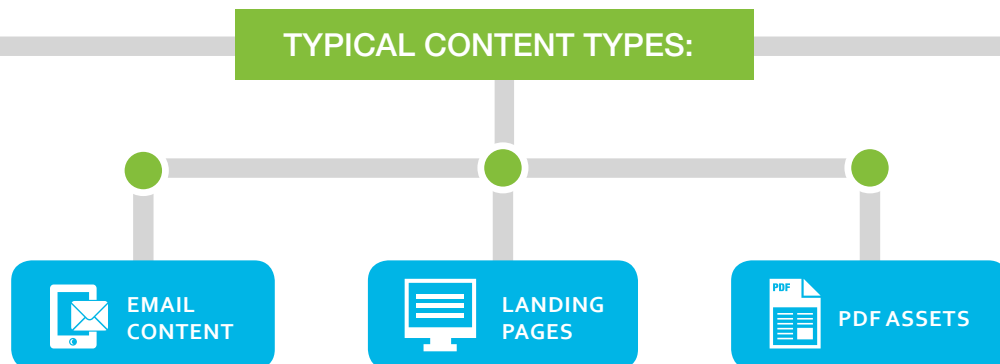 TYPICAL CONTENT TYPES:
EMAIL
CONTENT
LANDING
PAGES
PDF
PDF ASSETS